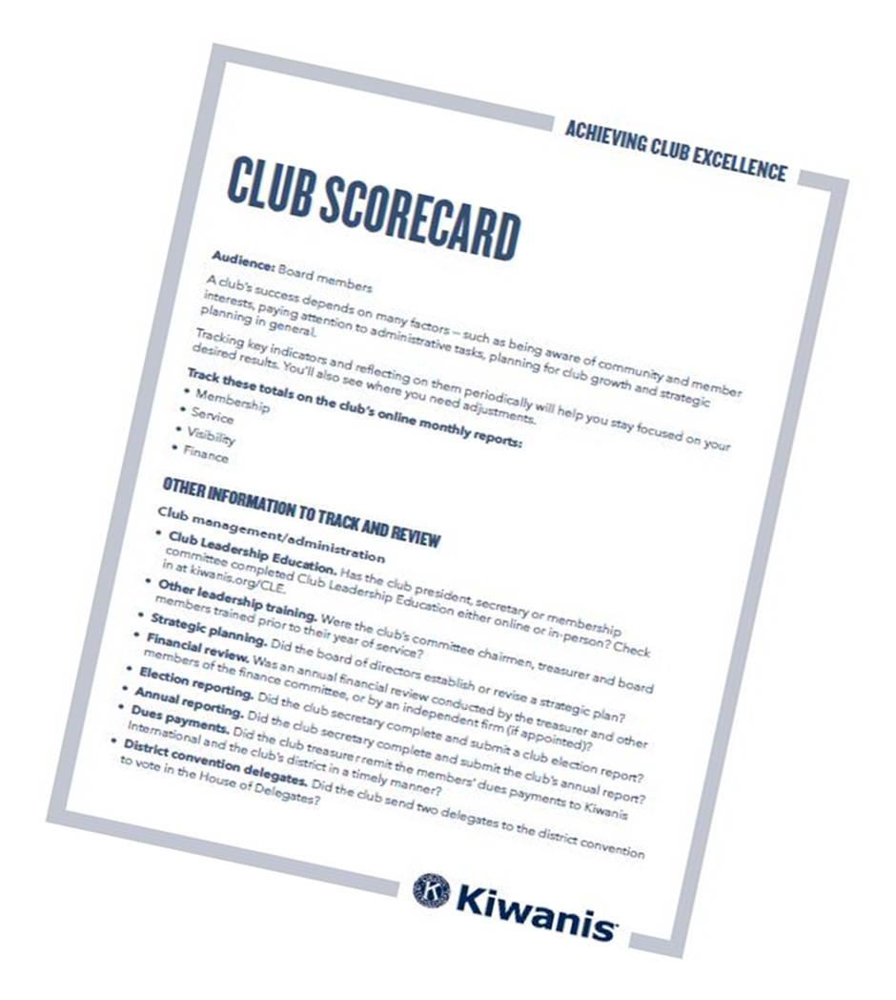 ACHIEVING CLUB EXCELLENCE
CLUB SCORECARD
Audience: Board members
A club's success depends on many factors – such as being aware of community and member
interests, paying attention to administrative tasks, planning for club growth and strategic
planning in general.
Tracking key indicators and reflecting on them periodically will help you stay focused on your
desired results. You'll also see where you need adjustments.
Track these totals on the club's online monthly reports:
• Membership
• Service
• Visibility
• Finance
OTHER INFORMATION TO TRACK AND REVIEW
Club management/administration
• Club Leadership Education. Has the club president, secretary or membership
committee completed Club Leadership Education either online or in-person? Check
in at kiwanis.org/CLE.
• Other leadership training. Were the club's committee chairmen, treasurer and board
members trained prior to their year of service?
• Strategic planning. Did the board of directors establish or revise a strategic plan?
• Financial review. Was an annual financial review conducted by the treasurer and other
members of the finance committee, or by an independent firm (if appointed)?
• Election reporting. Did the club secretary complete and submit a club election report?
• Annual reporting. Did the club secretary complete and submit the club's annual report?
• Dues payments. Did the club treasurer remit the members' dues payments to Kiwanis
International and the club's district in a timely manner?
• District convention delegates. Did the club send two delegates to the district convention
to vote in the House of Delegates?
Kiwanis